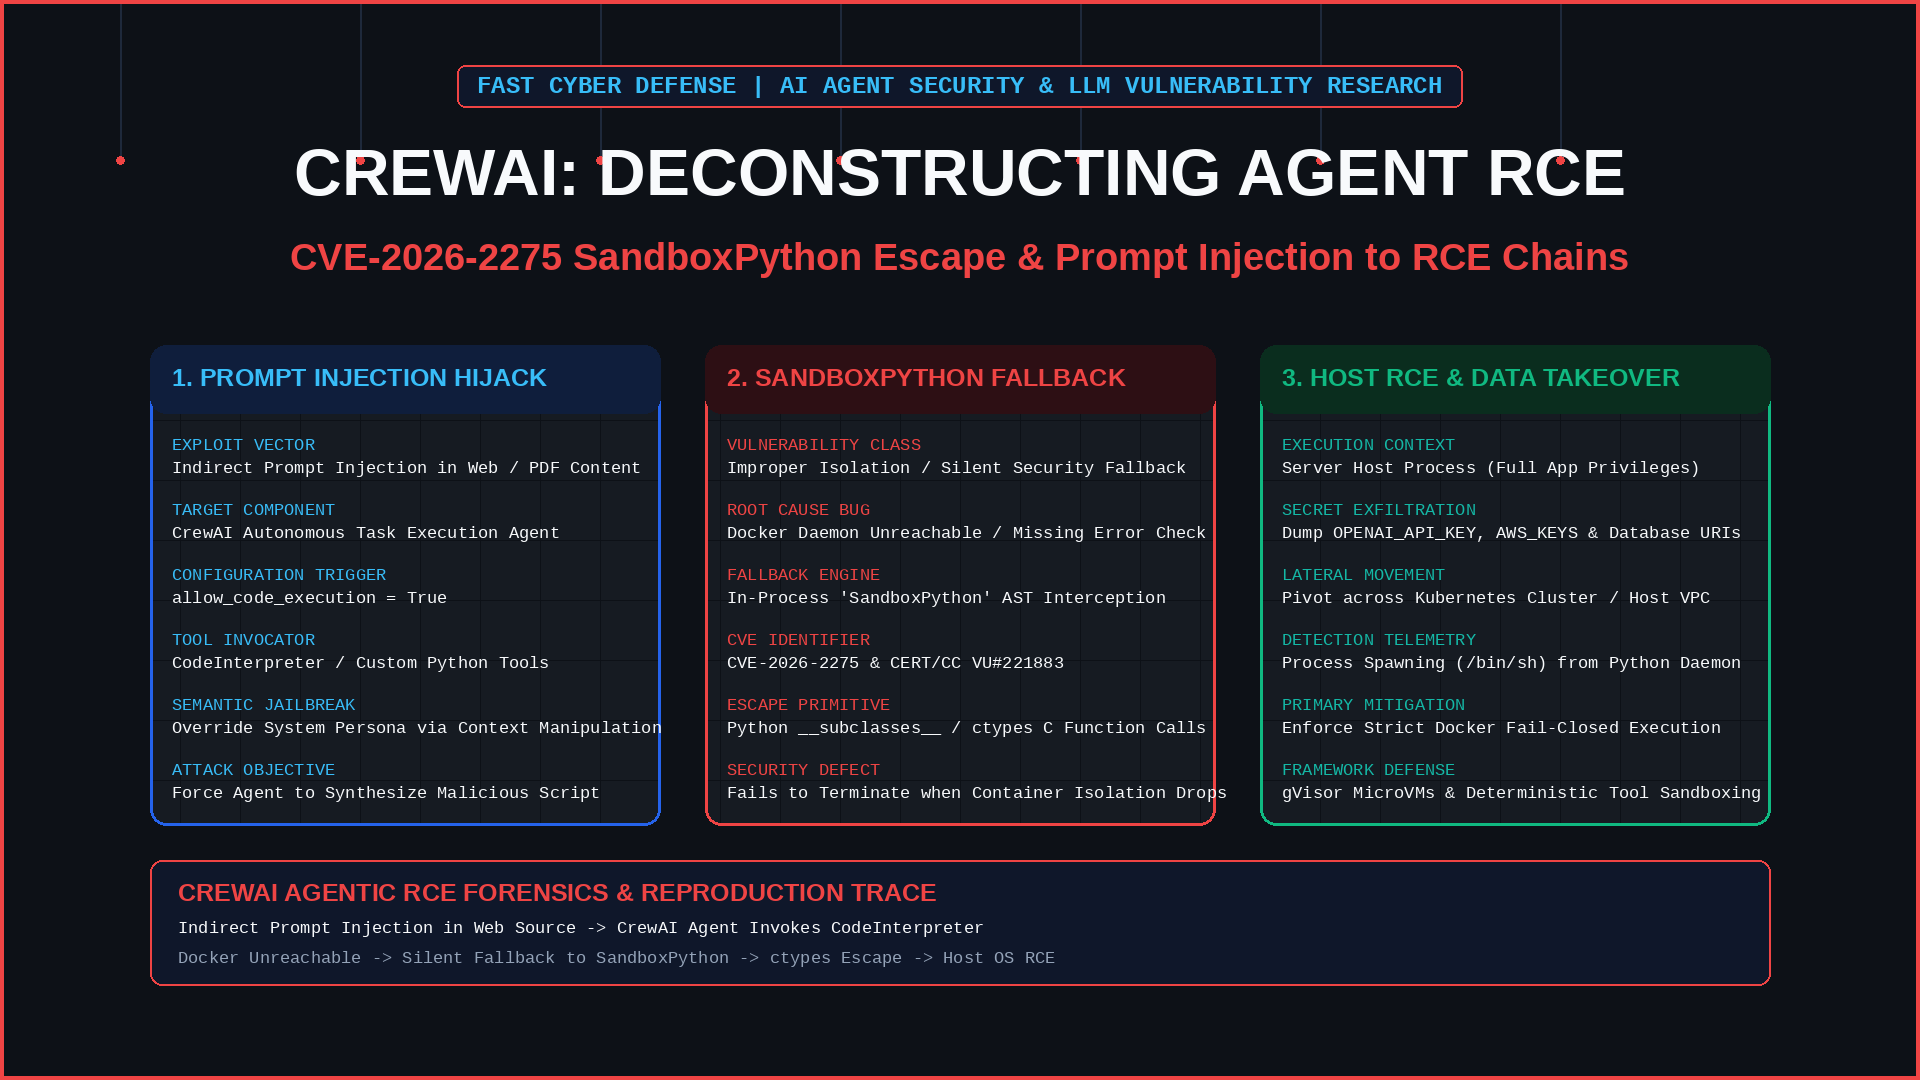 FAST CYBER DEFENSE | AI AGENT SECURITY & LLM VULNERABILITY RESEARCH
CREWAI: DECONSTRUCTING AGENT RCE
CVE-2026-2275 SandboxPython Escape & Prompt Injection to RCE Chains
1. PROMPT INJECTION HIJACK
EXPLOIT VECTOR
Indirect Prompt Injection in Web / PDF Content
TARGET COMPONENT
CrewAI Autonomous Task Execution Agent
CONFIGURATION TRIGGER
allow_code_execution = True
TOOL INVOCATOR
CodeInterpreter / Custom Python Tools
SEMANTIC JAILBREAK
Override System Persona via Context Manipulation
ATTACK OBJECTIVE
Force Agent to Synthesize Malicious Script
2. SANDBOXPYTHON FALLBACK
VULNERABILITY CLASS
Improper Isolation / Silent Security Fallback
ROOT CAUSE BUG
Docker Daemon Unreachable / Missing Error Check
FALLBACK ENGINE
In-Process 'SandboxPython' AST Interception
CVE IDENTIFIER
CVE-2026-2275 & CERT/CC VU#221883
ESCAPE PRIMITIVE
Python __subclasses__ / ctypes C Function Calls
SECURITY DEFECT
Fails to Terminate when Container Isolation Drops
3. HOST RCE & DATA TAKEOVER
EXECUTION CONTEXT
Server Host Process (Full App Privileges)
SECRET EXFILTRATION
Dump OPENAI_API_KEY, AWS_KEYS & Database URIs
LATERAL MOVEMENT
Pivot across Kubernetes Cluster / Host VPC
DETECTION TELEMETRY
Process Spawning (/bin/sh) from Python Daemon
PRIMARY MITIGATION
Enforce Strict Docker Fail-Closed Execution
FRAMEWORK DEFENSE
gVisor MicroVMs & Deterministic Tool Sandboxing
CREWAI AGENTIC RCE FORENSICS & REPRODUCTION TRACE
Indirect Prompt Injection in Web Source -> CrewAI Agent Invokes CodeInterpreter
Docker Unreachable -> Silent Fallback to SandboxPython -> ctypes Escape -> Host OS RCE